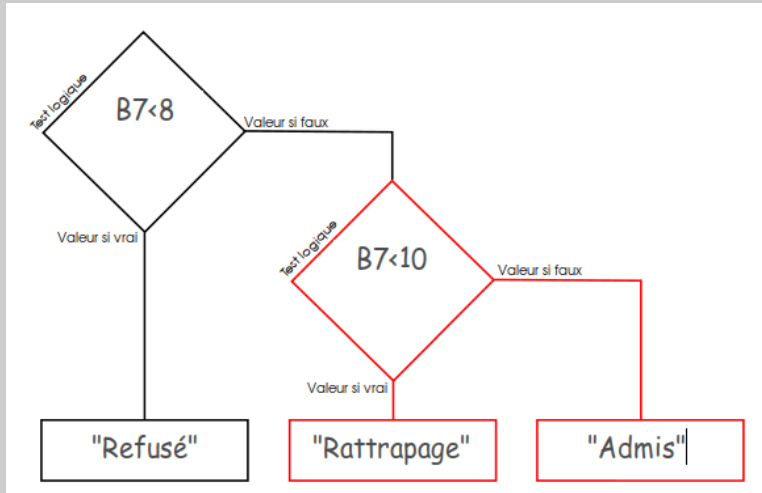 Test logique
B7<8
Valeur si faux
Valeur si vrai
Test logique
B7<10
Valeur si faux
Valeur si vrai
"Refusé"
"Rattrapage"
"Admis"